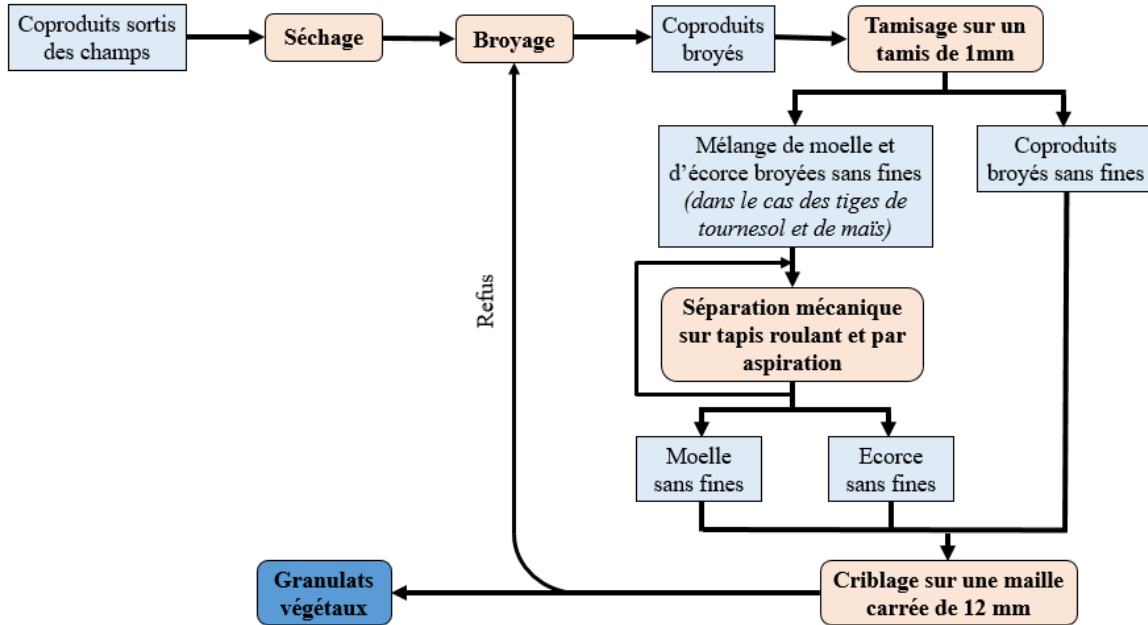 Coproduits sortis
des champs
Séchage
Broyage
Coproduits
broyés
Tamisage sur un
tamis de 1mm
Mélange de moelle et
d'écorce broyées sans fines
(dans le cas des tiges de
tournesol et de maïs)
Coproduits
broyés sans fines
Refus
Séparation mécanique
sur tapis roulant et par
aspiration
Moelle
sans fines
Ecorce
sans fines
Granulats
végétaux
Criblage sur une maille
carrée de 12 mm